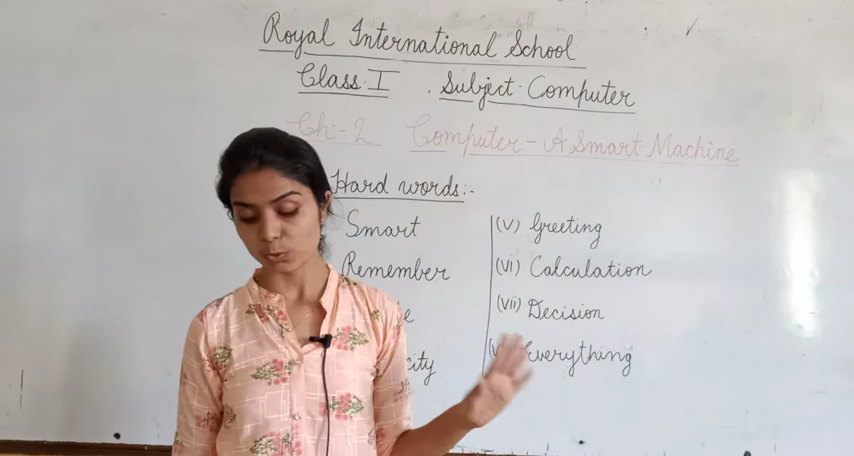 Royal International School
Class:I . Subject:Computer
Ch:-2 Computer-A Smart Machine
Hard words:-
Smart
Remember
(V) Greeting
(Vi) Calculation
(Vii) Decision
Everything